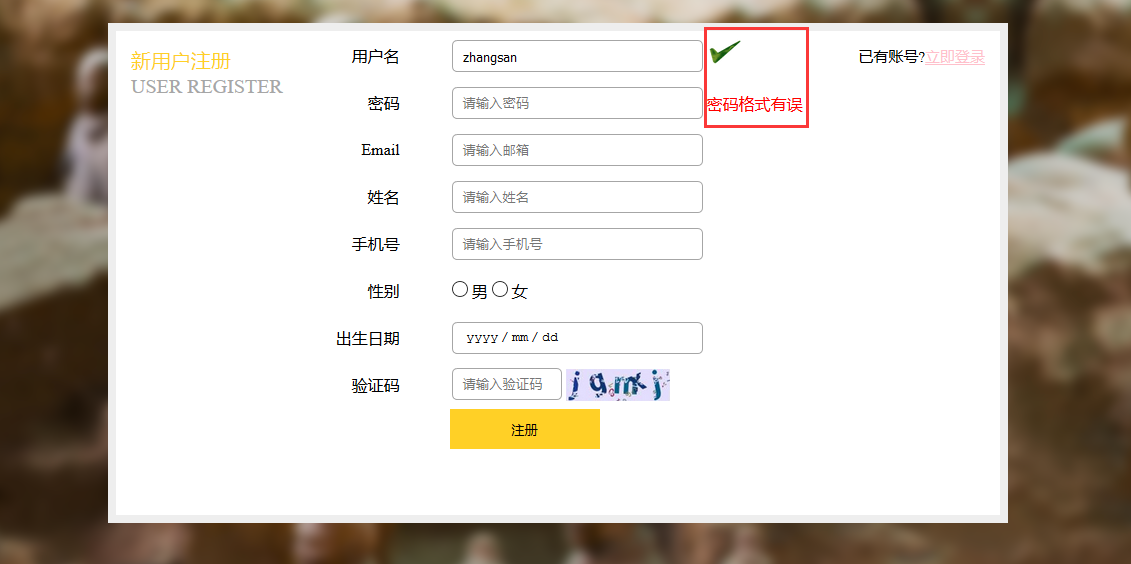 新用户注册
USER REGISTER
用户名
zhangsan
已有账号?立即登录
密码
请输入密码
密码格式有误
Email
请输入邮箱
姓名
请输入姓名
手机号
请输入手机号
性别
男 女
出生日期
yyyy / mm / dd
验证码
请输入验证码
jqmkj
注册